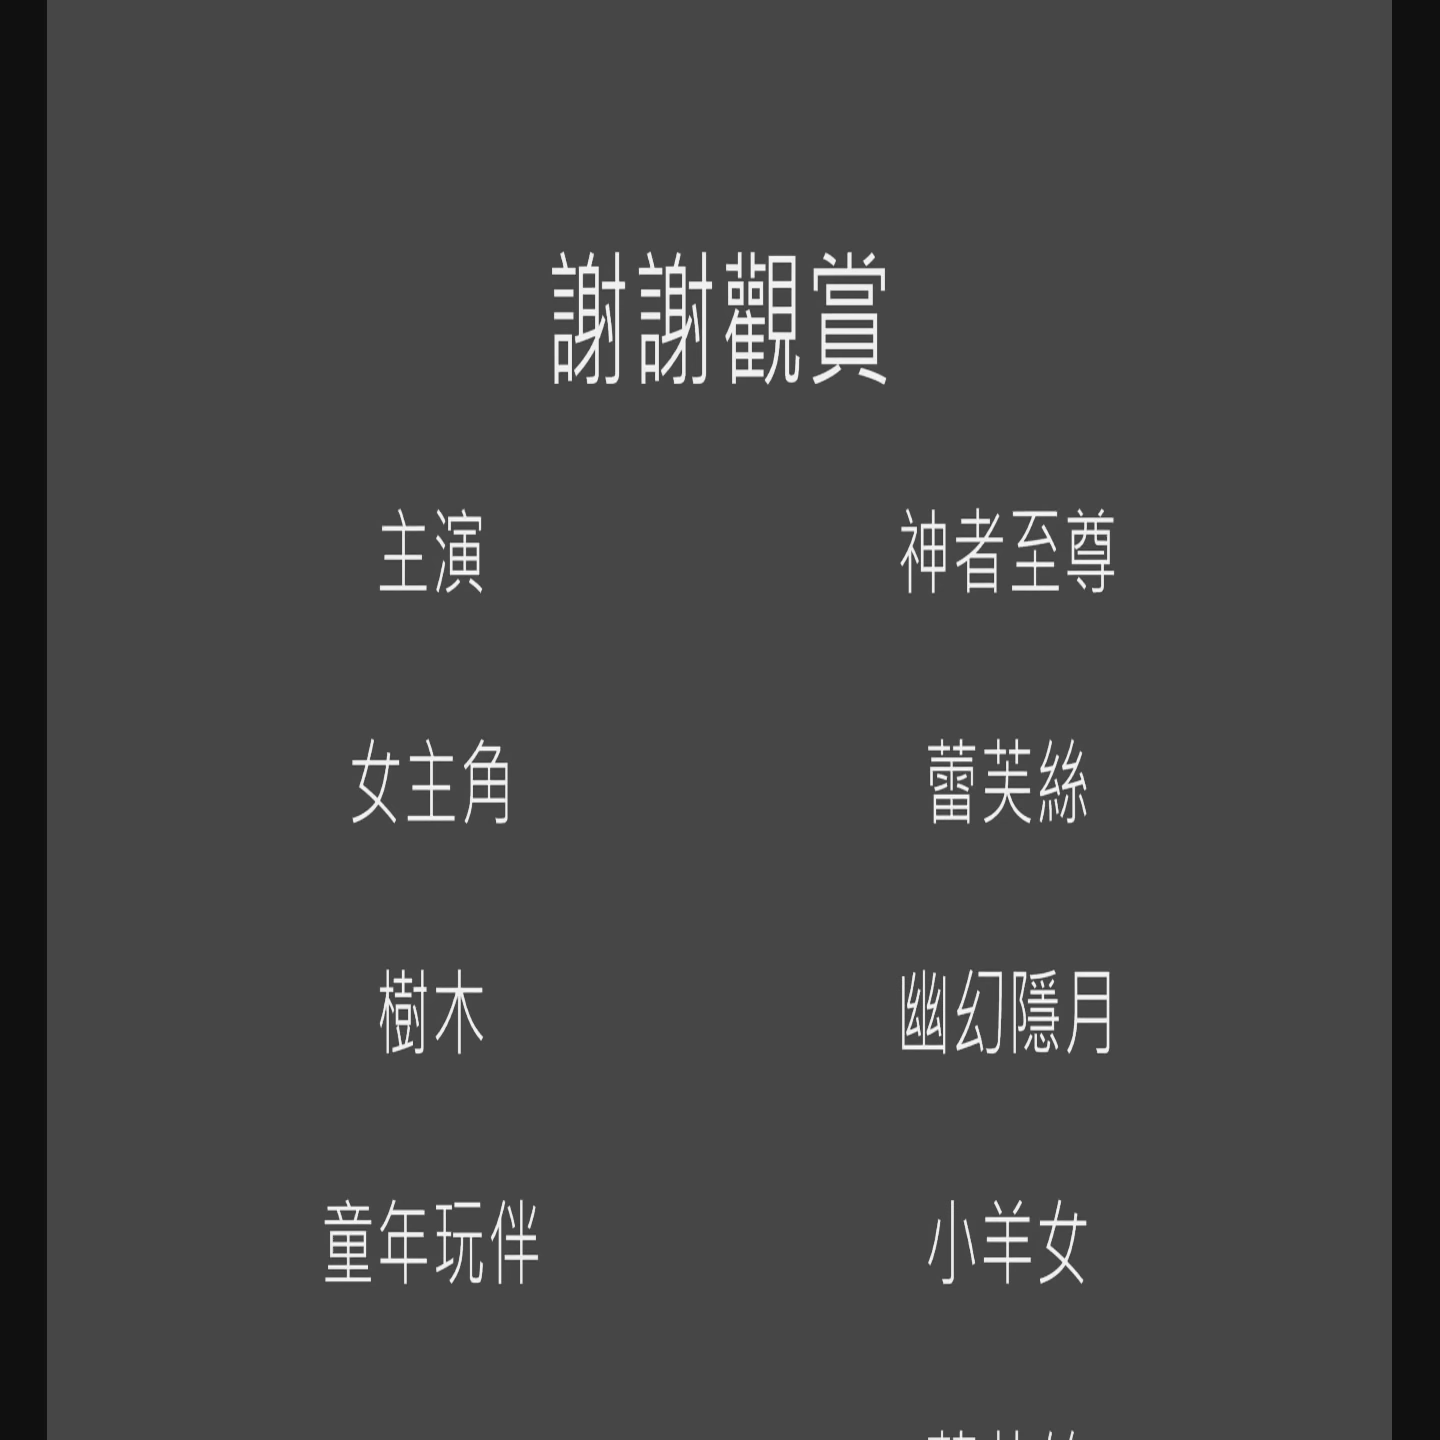 謝謝觀賞
主演 神者至尊
女主角 蕾芙絲
樹木 幽幻隱月
童年玩伴 小羊女